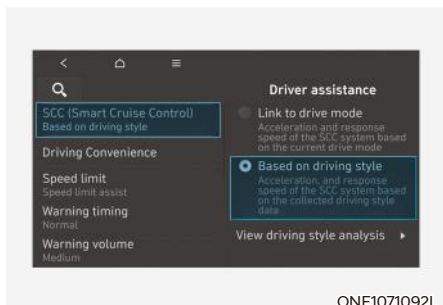 Driver assistance
SCC (Smart Cruise Control)
Based on driving style
Driving Convenience
Speed limit
Speed limit assist
Warning timing
Normal
Warning volume
Medium
Link to drive mode
Acceleration and response
speed of the SCC system based
on the current drive mode
Based on driving style
Acceleration, and response
speed of the SCC system based
on the collected driving style
data
View driving style analysis
ONE1071092L